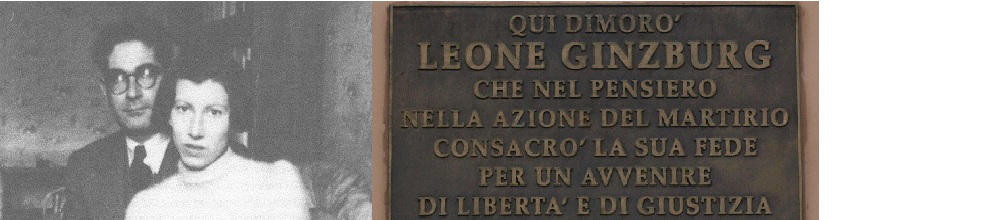 QUI DIMORO'
LEONE GINZBURG
CHE NEL PENSIERO
NELLA AZIONE DEL MARTIRIO
CONSACRO' LA SUA FEDE
PER UN AVVENIRE
DI LIBERTA' E DI GIUSTIZIA